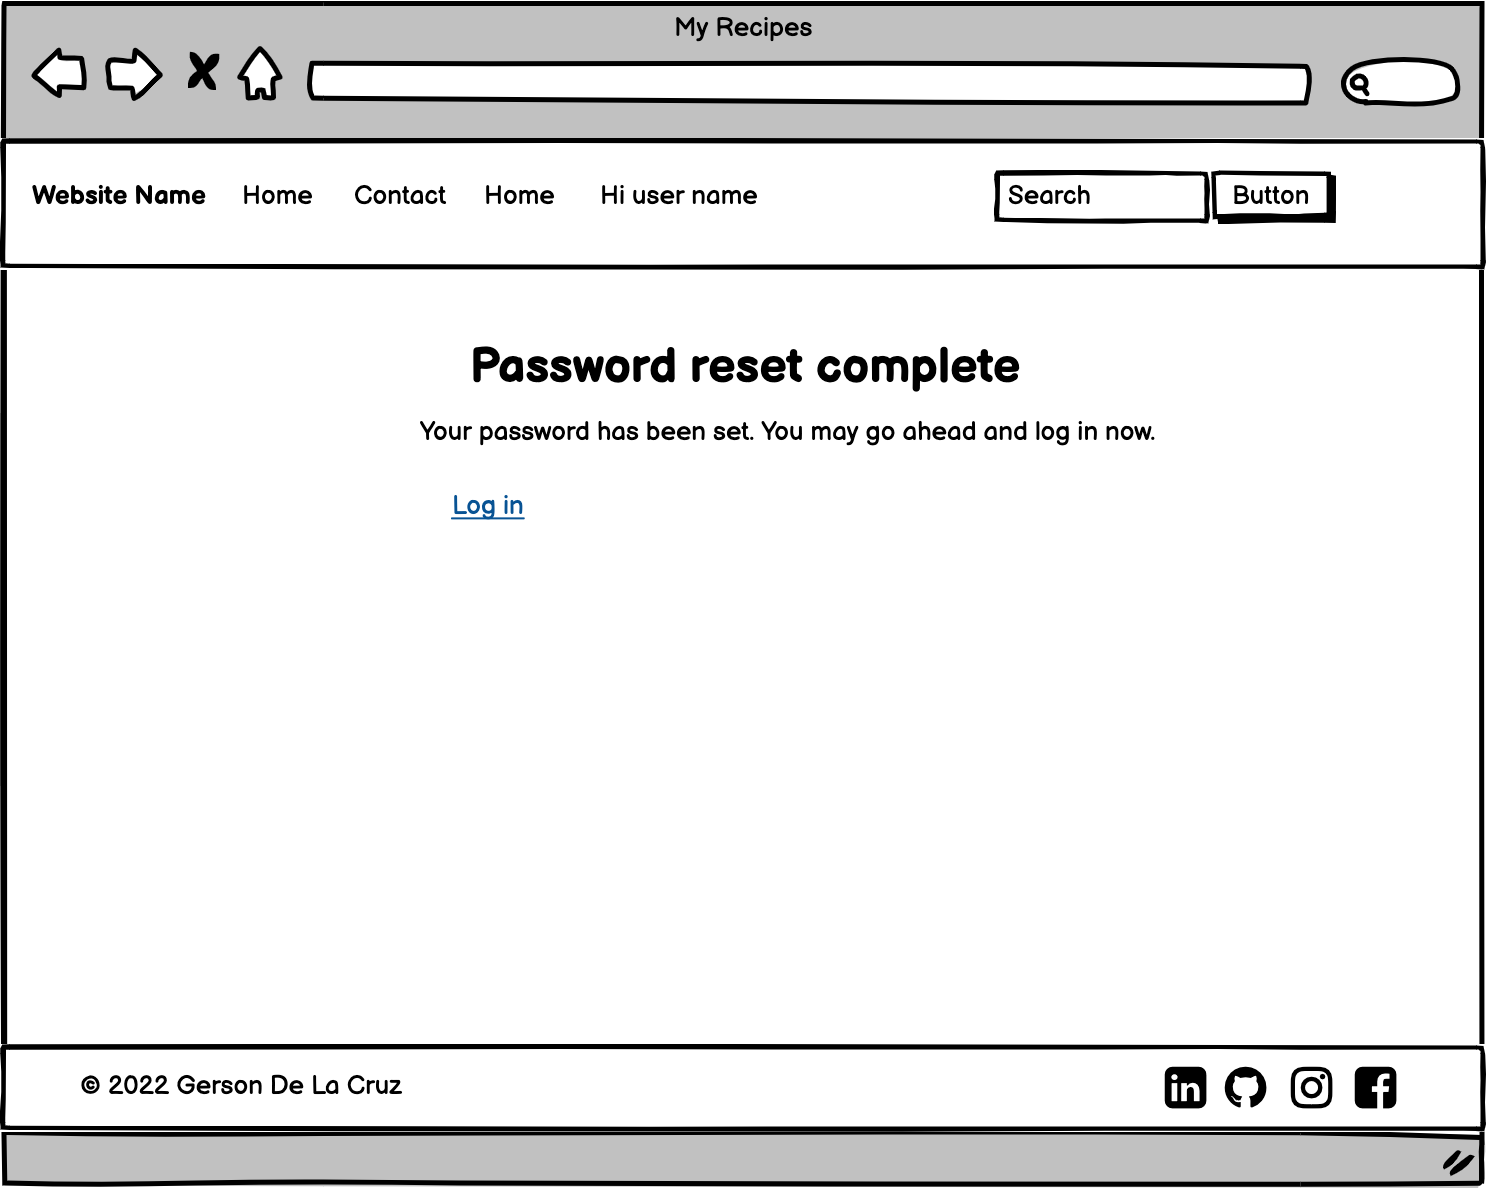 My Recipes
Website Name Home Contact Home Hi user name Search Button
Password reset complete
Your password has been set. You may go ahead and log in now.
Log in
© 2022 Gerson De La Cruz